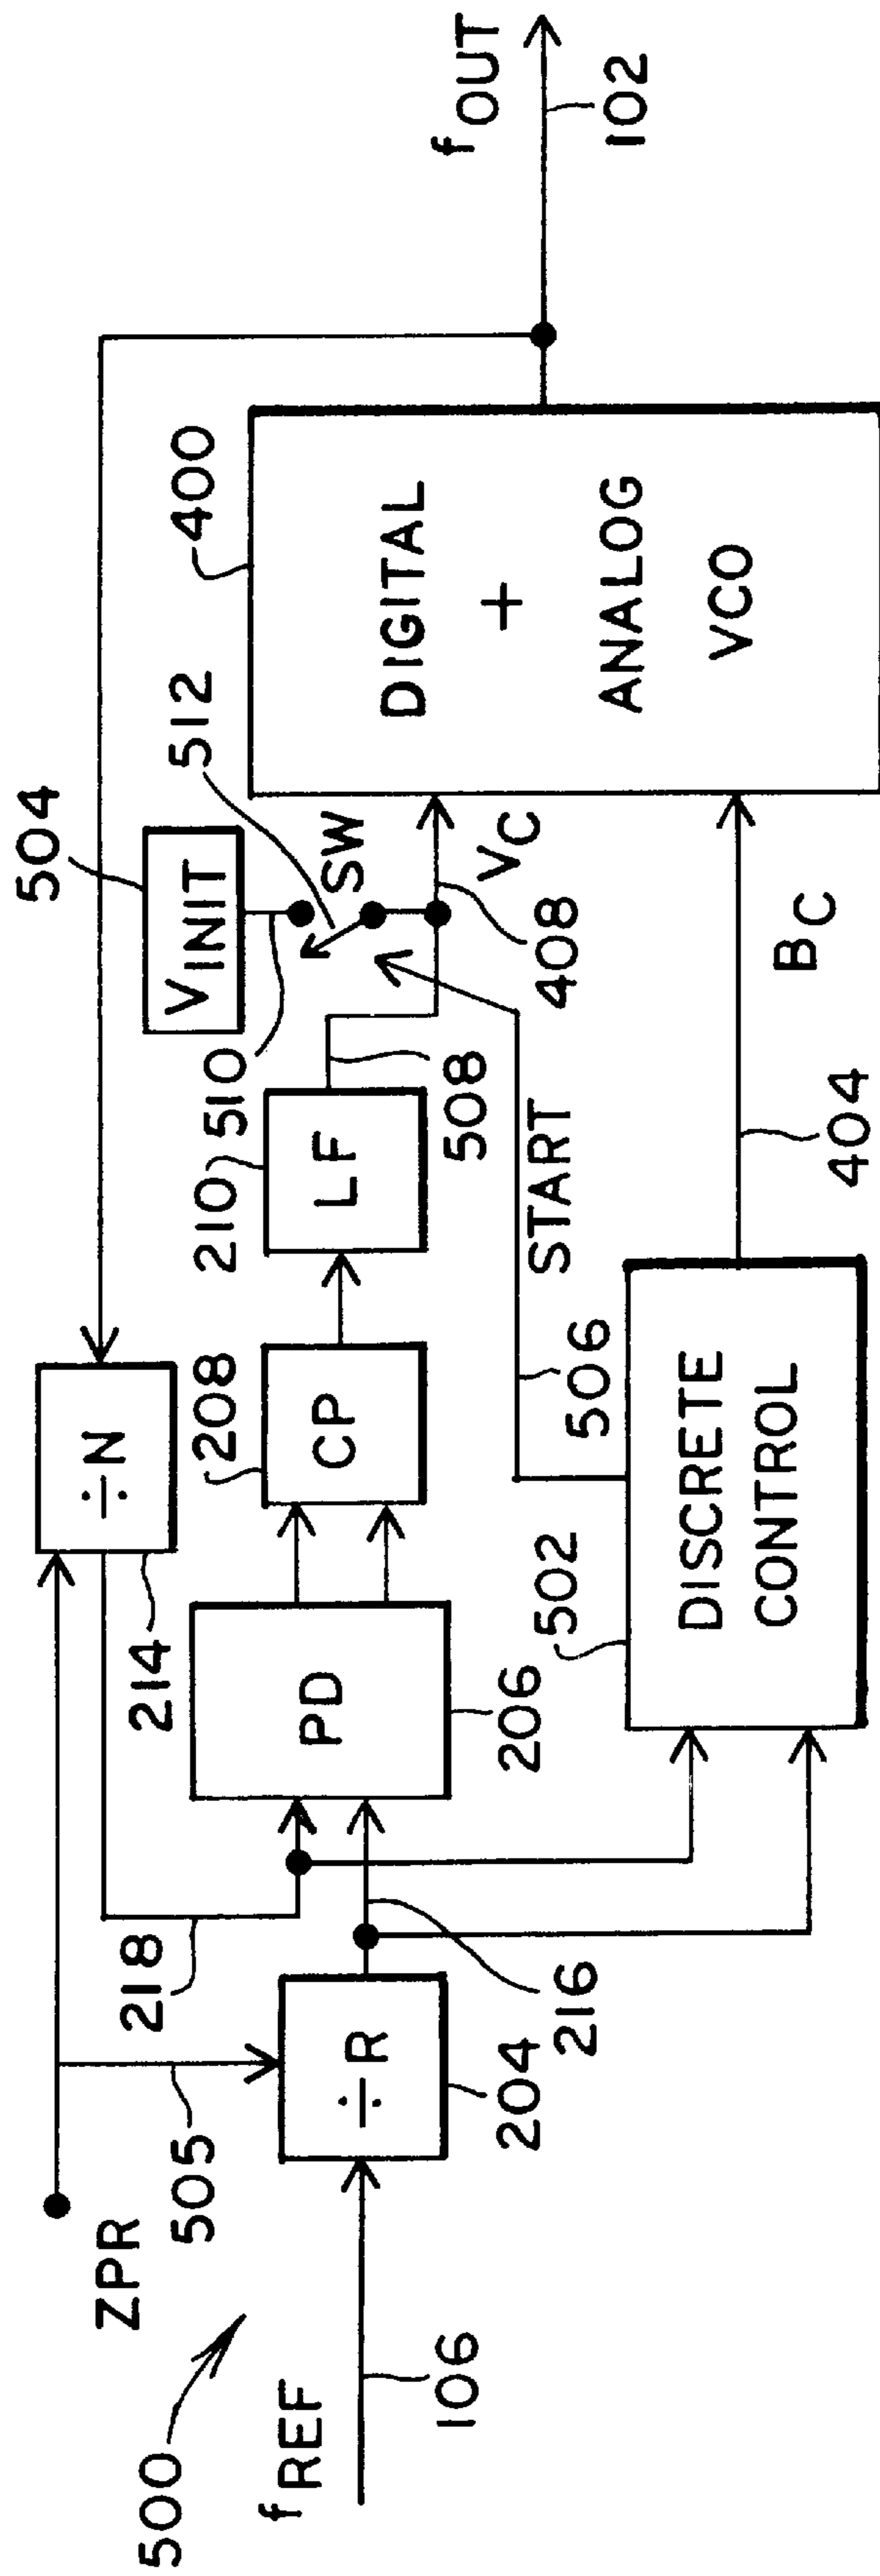 504
ZPR
505
218
214
÷N
V_INIT
510
512
SW
400
f_OUT
102
500
f_REF
106
÷R
204
216
PD
206
208
CP
210
LF
508
408
V_C
DIGITAL
+
ANALOG
VCO
START
506
502
DISCRETE
CONTROL
404
B_C